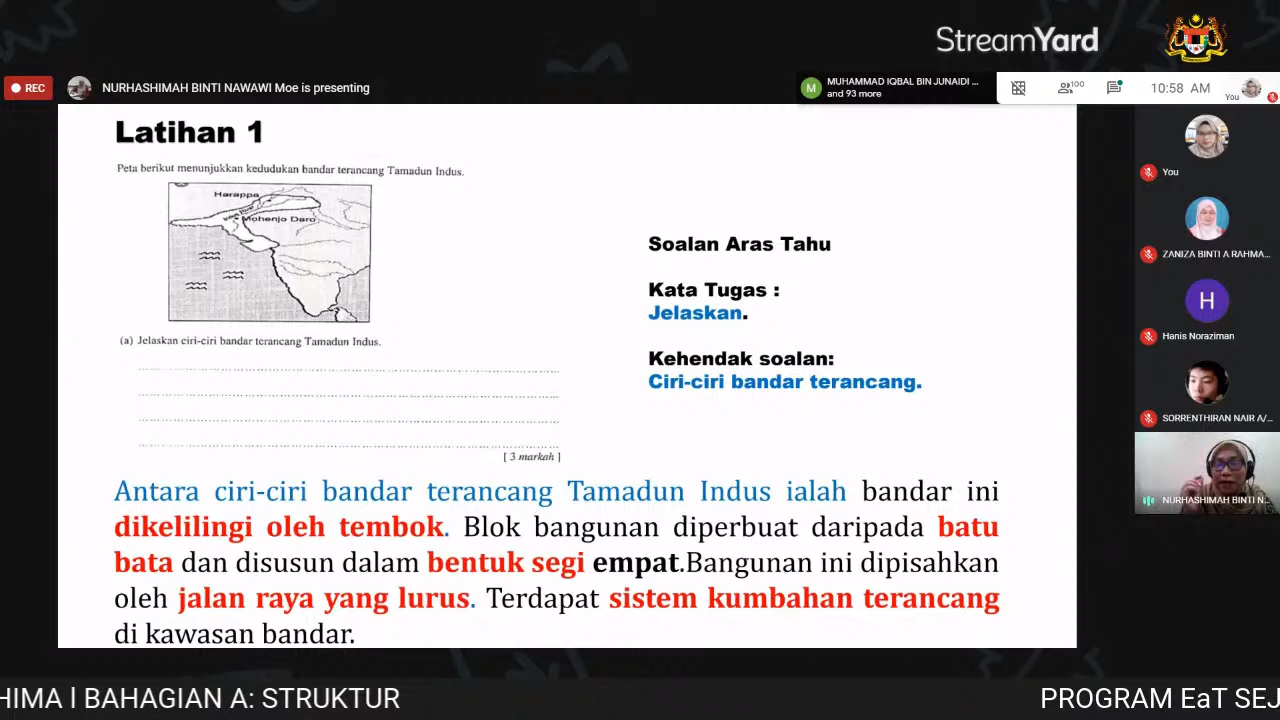 StreamYard
REC
NURHASHIMAH BINTI NAWAWI Moe is presenting
M
MUHAMMAD IQBAL BIN JUNAIDI ...
and 93 more
100
10:58 AM
You
Latihan 1
Peta berikut menunjukkan kedudukan bandar terancang Tamadun Indus.
Harappa
Mohenjo Daro
(a) Jelaskan ciri-ciri bandar terancang Tamadun Indus.
[ 3 markah ]
Soalan Aras Tahu
Kata Tugas :
Jelaskan.
Kehendak soalan:
Ciri-ciri bandar terancang.
Antara ciri-ciri bandar terancang Tamadun Indus ialah bandar ini
dikelilingi oleh tembok. Blok bangunan diperbuat daripada batu
bata dan disusun dalam bentuk segi empat.Bangunan ini dipisahkan
oleh jalan raya yang lurus. Terdapat sistem kumbahan terancang
di kawasan bandar.
You
ZANIZA BINTI A RAHMA...
H
Hanis Noraziman
SORRENTHIRAN NAIR A/...
NURHASHIMAH BINTI N...
HIMA l BAHAGIAN A: STRUKTUR
PROGRAM EaT SEJ